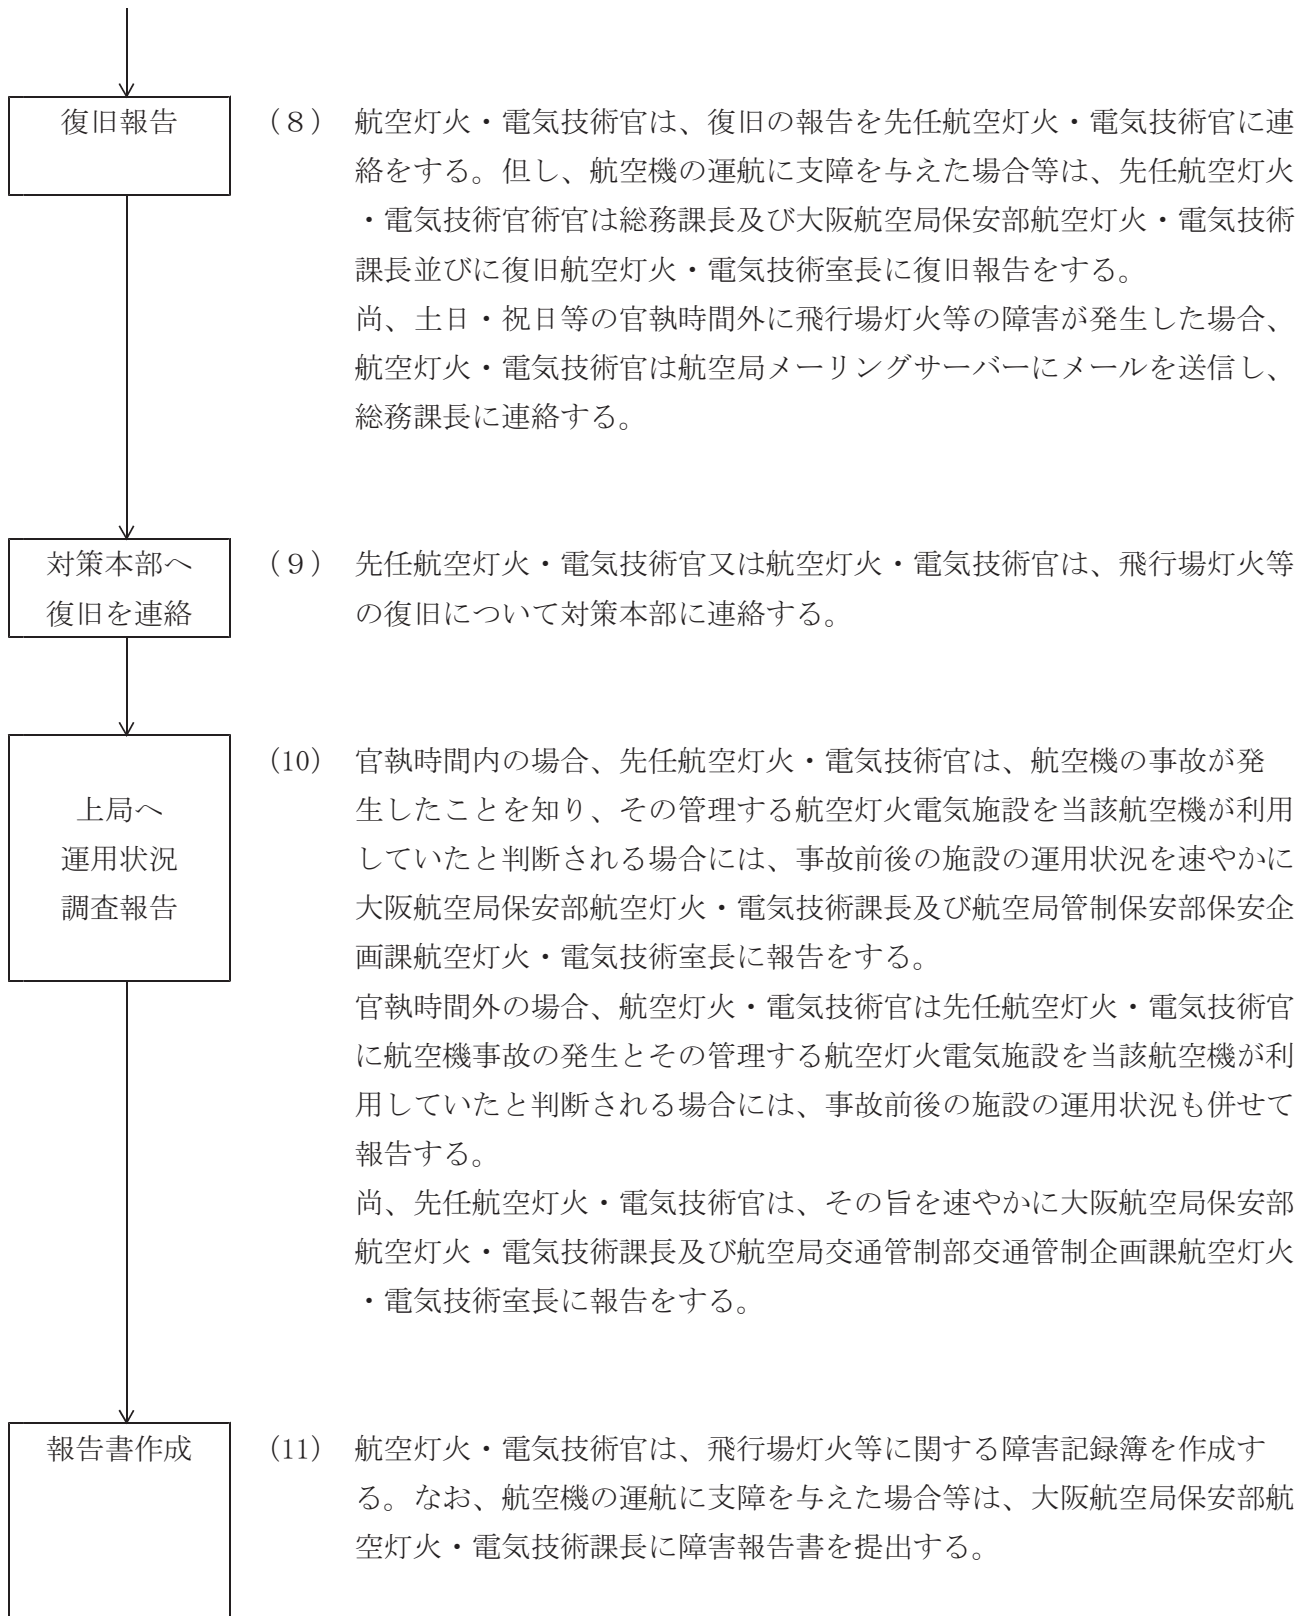 復旧報告
(８) 航空灯火・電気技術官は、復旧の報告を先任航空灯火・電気技術官に連
絡をする。但し、航空機の運航に支障を与えた場合等は、先任航空灯火
・電気技術官術官は総務課長及び大阪航空局保安部航空灯火・電気技術
課長並びに復旧航空灯火・電気技術室長に復旧報告をする。
尚、土日・祝日等の官執時間外に飛行場灯火等の障害が発生した場合、
航空灯火・電気技術官は航空局メーリングサーバーにメールを送信し、
総務課長に連絡する。
対策本部へ
復旧を連絡
(９) 先任航空灯火・電気技術官又は航空灯火・電気技術官は、飛行場灯火等
の復旧について対策本部に連絡する。
上局へ
運用状況
調査報告
(10) 官執時間内の場合、先任航空灯火・電気技術官は、航空機の事故が発
生したことを知り、その管理する航空灯火電気施設を当該航空機が利用
していたと判断される場合には、事故前後の施設の運用状況を速やかに
大阪航空局保安部航空灯火・電気技術課長及び航空局管制保安部保安企
画課航空灯火・電気技術室長に報告をする。
官執時間外の場合、航空灯火・電気技術官は先任航空灯火・電気技術官
に航空機事故の発生とその管理する航空灯火電気施設を当該航空機が利
用していたと判断される場合には、事故前後の施設の運用状況も併せて
報告する。
尚、先任航空灯火・電気技術官は、その旨を速やかに大阪航空局保安部
航空灯火・電気技術課長及び航空局交通管制部交通管制企画課航空灯火
・電気技術室長に報告をする。
報告書作成
(11) 航空灯火・電気技術官は、飛行場灯火等に関する障害記録簿を作成す
る。なお、航空機の運航に支障を与えた場合等は、大阪航空局保安部航
空灯火・電気技術課長に障害報告書を提出する。